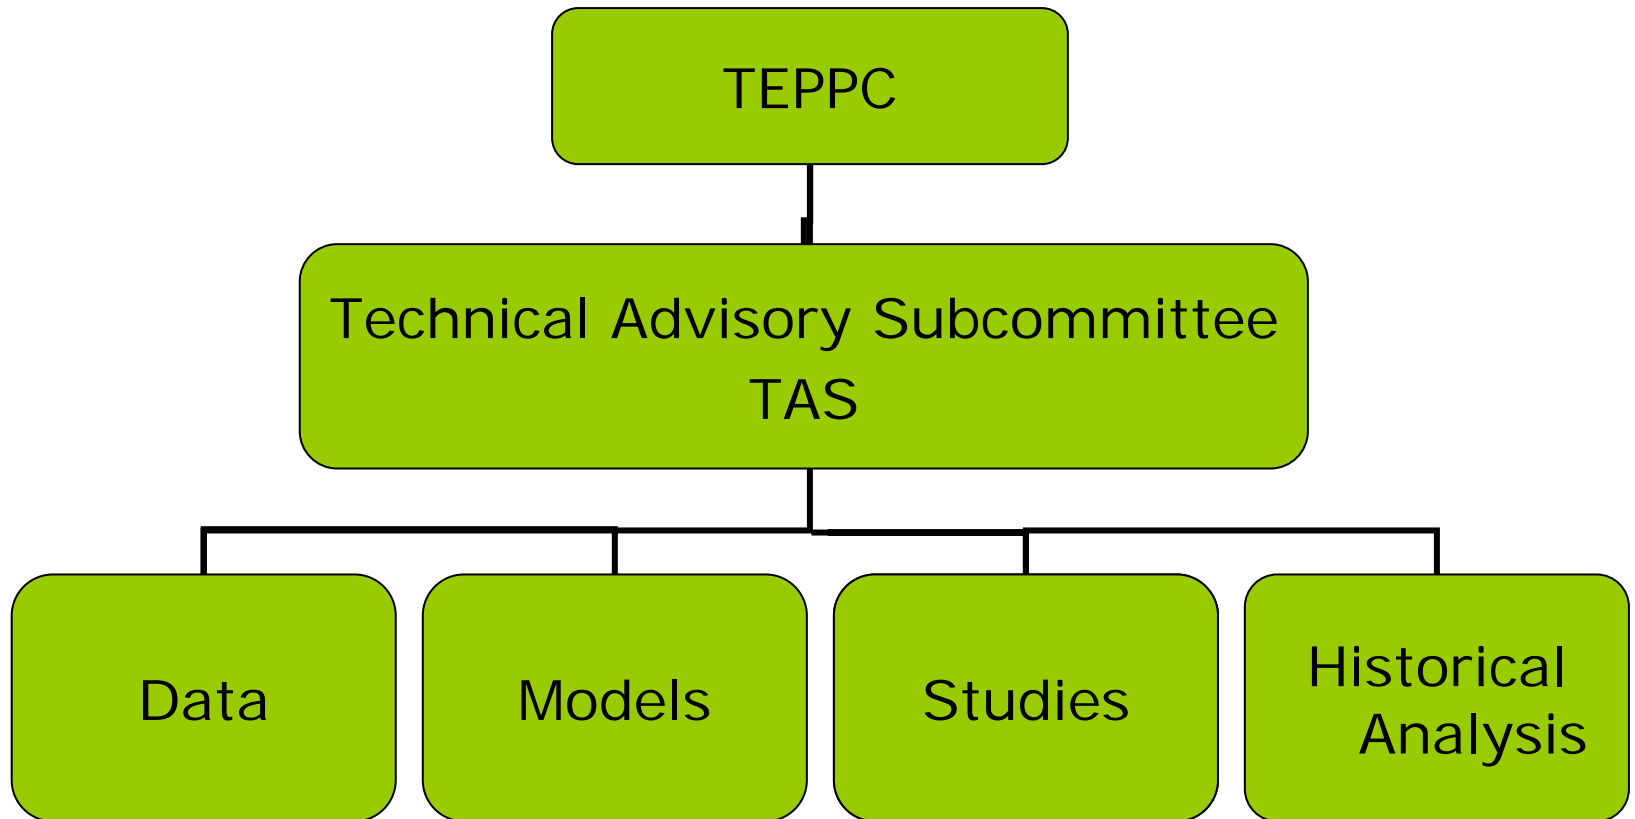 TEPPC
Technical Advisory Subcommittee
TAS
Data
Models
Studies
Historical
Analysis